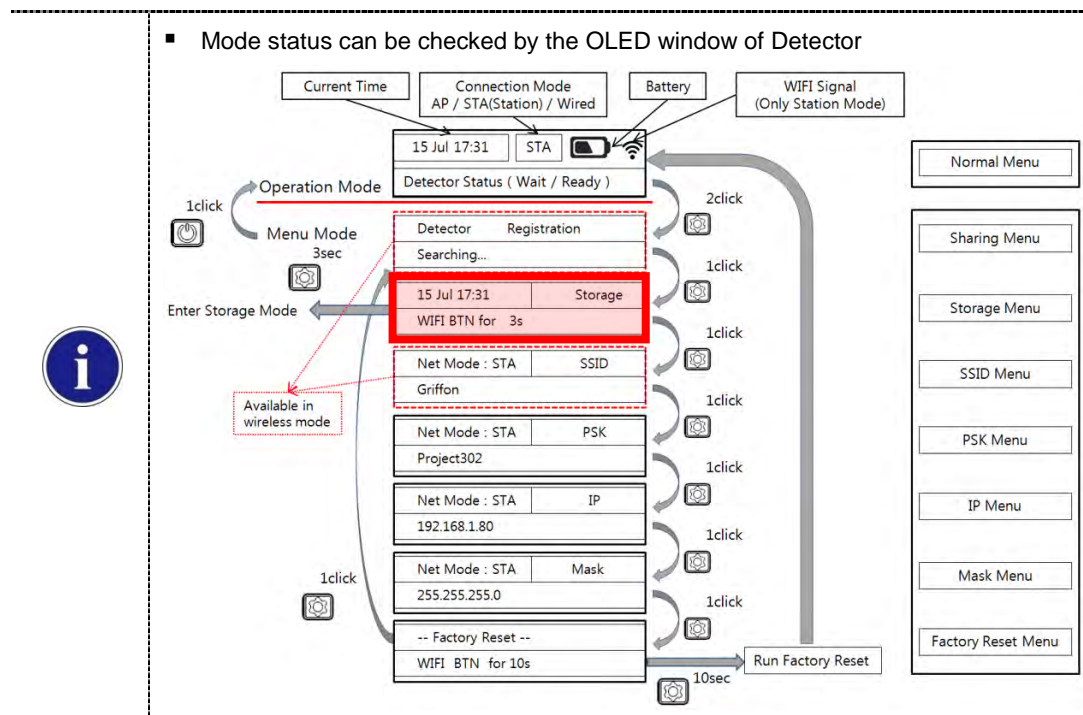 ■ Mode status can be checked by the OLED window of Detector
Current Time
Connection Mode
AP / STA(Station) / Wired
Battery
WIFI Signal
(Only Station Mode)
15 Jul 17:31
STA
Detector Status ( Wait / Ready )
Operation Mode
1click
Menu Mode
3sec
2click
Detector Registration
Searching...
1click
15 Jul 17:31
Storage
WIFI BTN for 3s
Enter Storage Mode
1click
Net Mode : STA
SSID
Griffon
Available in
wireless mode
1click
Net Mode : STA
PSK
Project302
1click
Net Mode : STA
IP
192.168.1.80
1click
Net Mode : STA
Mask
255.255.255.0
1click
1click
-- Factory Reset --
WIFI BTN for 10s
10sec
Run Factory Reset
Normal Menu
Sharing Menu
Storage Menu
SSID Menu
PSK Menu
IP Menu
Mask Menu
Factory Reset Menu
i